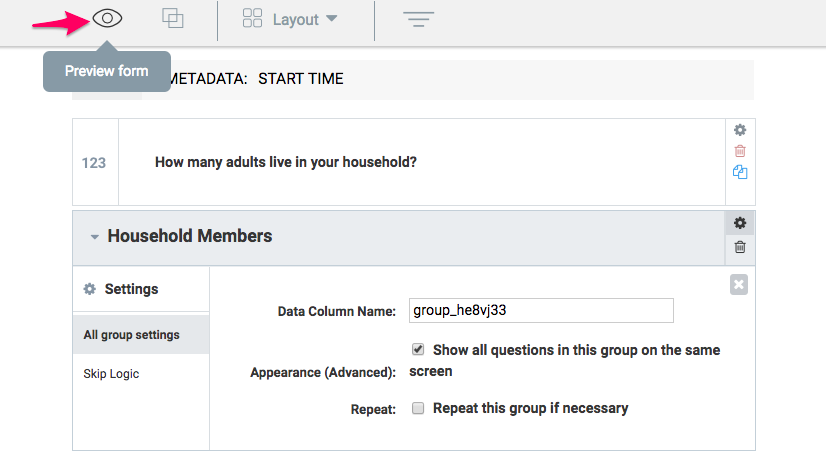 Layout
Preview form
METADATA: START TIME
123
How many adults live in your household?
Household Members
Settings
All group settings
Skip Logic
Data Column Name:
group_he8vj33
Appearance (Advanced):
Show all questions in this group on the same
screen
Repeat:
Repeat this group if necessary